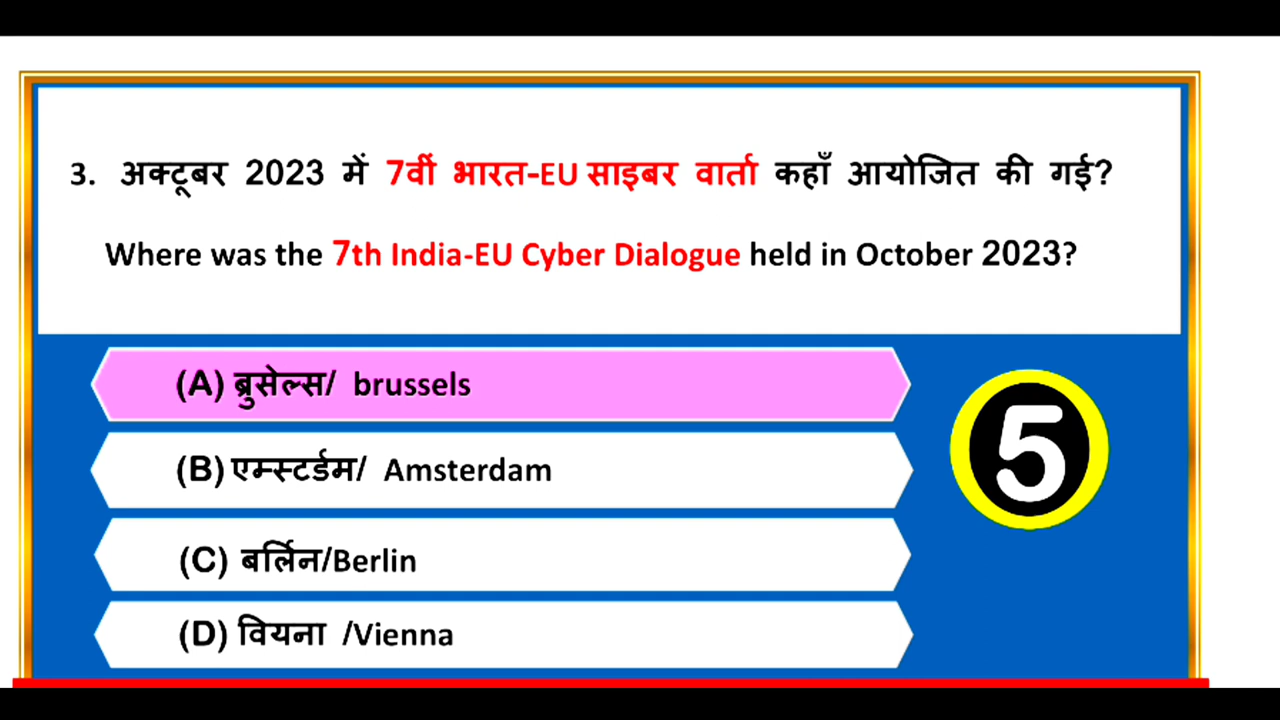 3. अक्टूबर 2023 में 7वीं भारत-EU साइबर वार्ता कहाँ आयोजित की गई?
Where was the 7th India-EU Cyber Dialogue held in October 2023?
(A) ब्रुसेल्स/ brussels
(B) एम्स्टर्डम/ Amsterdam
(C) बर्लिन/Berlin
(D) वियना /Vienna
5